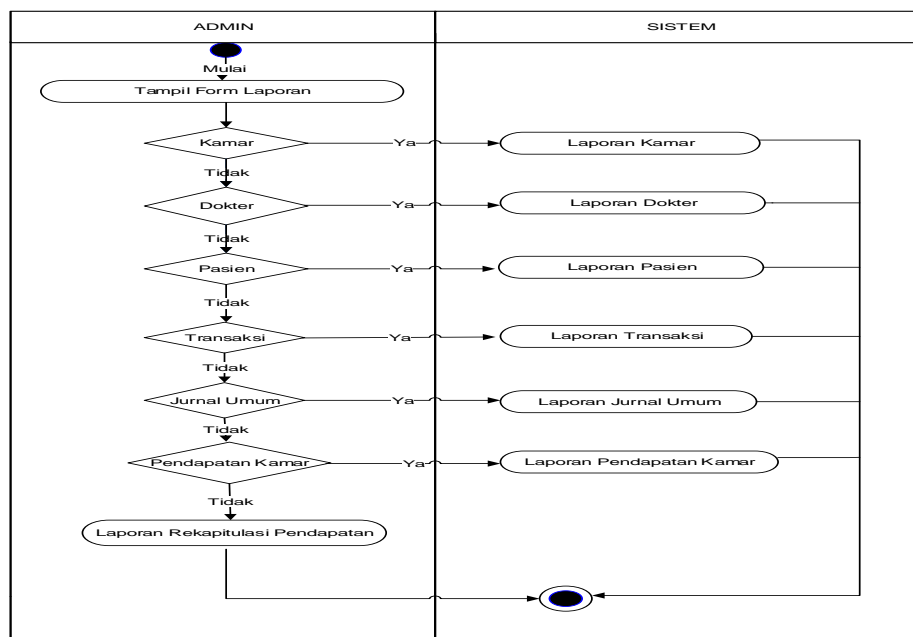 ADMIN
SISTEM
Mulai
Tampil Form Laporan
Kamar
Ya
Laporan Kamar
Tidak
Dokter
Ya
Laporan Dokter
Tidak
Pasien
Ya
Laporan Pasien
Tidak
Transaksi
Ya
Laporan Transaksi
Tidak
Jurnal Umum
Ya
Laporan Jurnal Umum
Tidak
Pendapatan Kamar
Ya
Laporan Pendapatan Kamar
Tidak
Laporan Rekapitulasi Pendapatan